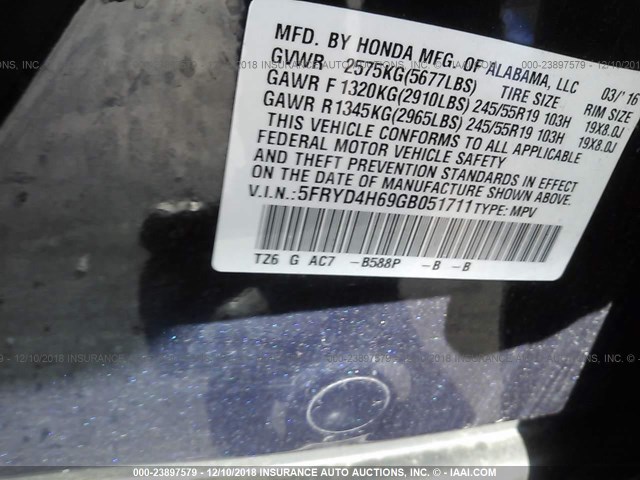 MFD. BY HONDA MFG. OF ALABAMA, LLC 03/'16
GVWR 2575KG(5677LBS) TIRE SIZE RIM SIZE
GAWR F 1320KG(2910LBS) 245/55R19 103H 19X8.0J
GAWR R1345KG(2965LBS) 245/55R19 103H 19X8.0J
THIS VEHICLE CONFORMS TO ALL APPLICABLE
FEDERAL MOTOR VEHICLE SAFETY
AND THEFT PREVENTION STANDARDS IN EFFECT
ON THE DATE OF MANUFACTURE SHOWN ABOVE.
V.I.N.: 5FRYD4H69GB051711 TYPE: MPV
TZ6 G AC7 -B588P -B -B
000-23897579 - 12/10/2018 INSURANCE AUTO AUCTIONS, INC. - IAAI.COM